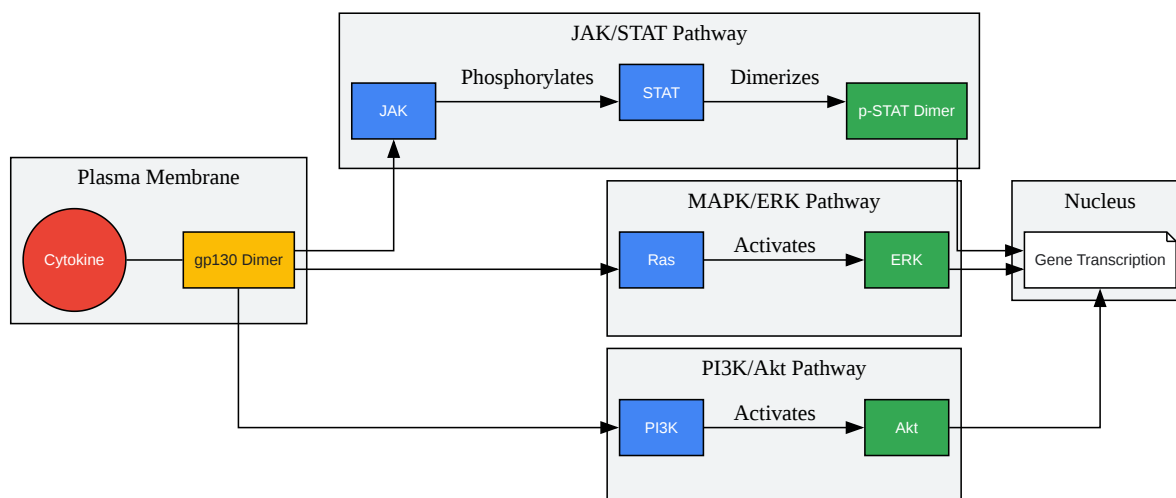 JAK/STAT Pathway
JAK
Phosphorylates
STAT
Dimerizes
p-STAT Dimer
Plasma Membrane
Cytokine
gp130 Dimer
MAPK/ERK Pathway
Ras
Activates
ERK
Nucleus
Gene Transcription
PI3K/Akt Pathway
PI3K
Activates
Akt